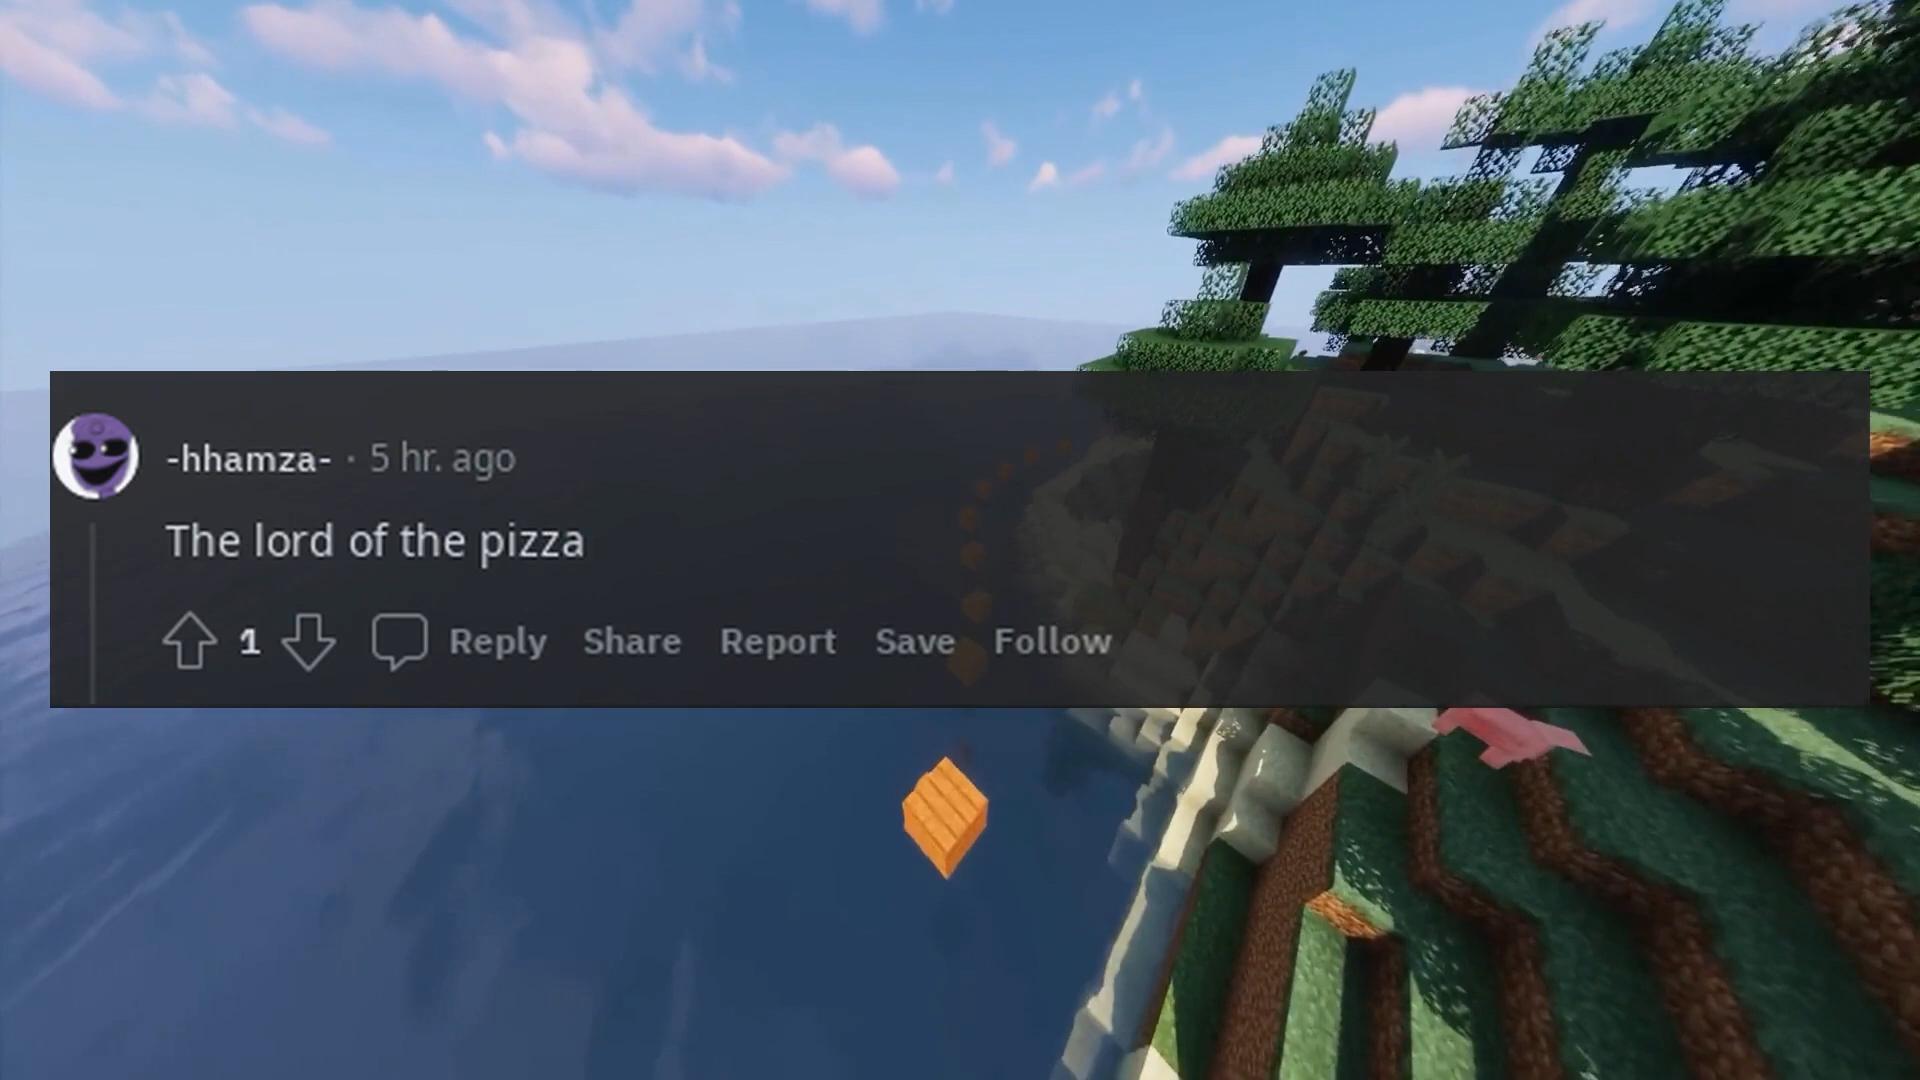 -hhamza- · 5 hr. ago
The lord of the pizza
1 Reply Share Report Save Follow